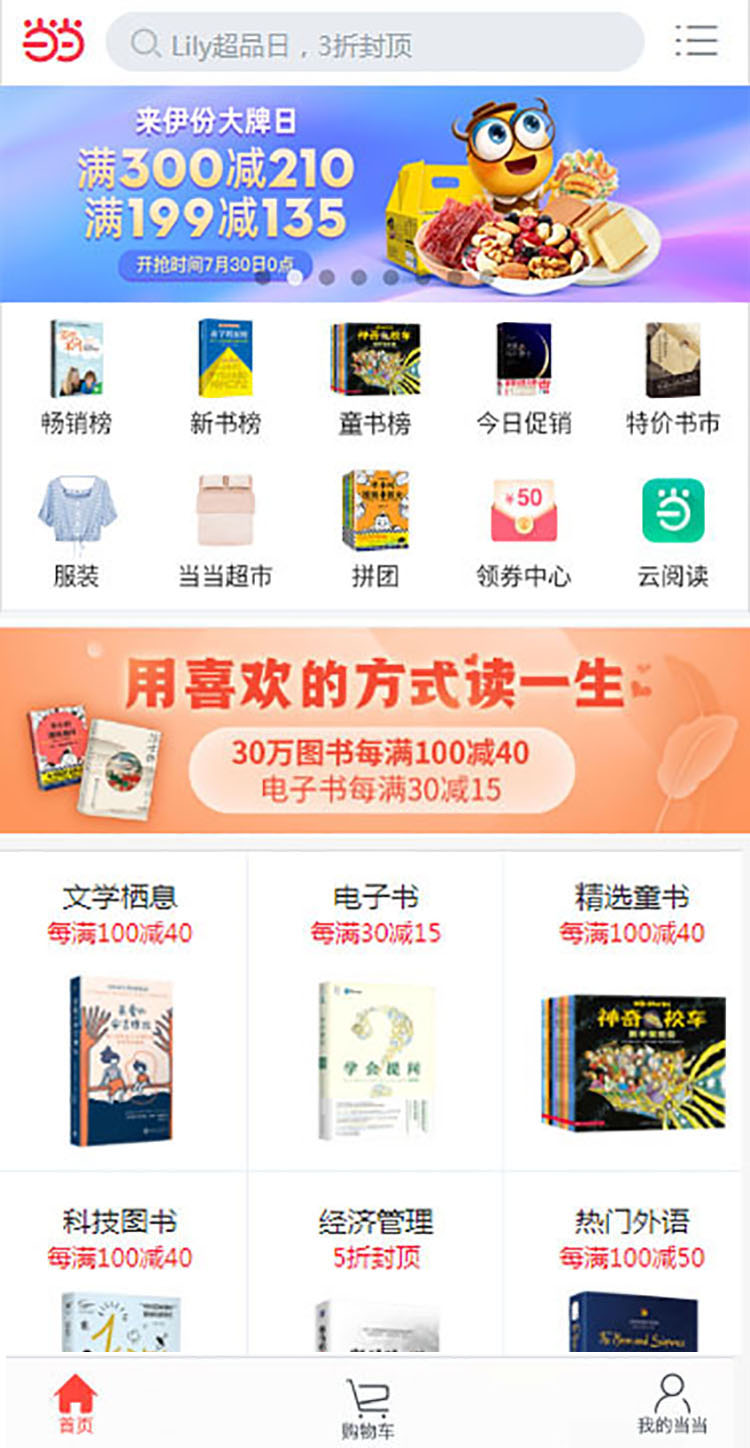 当当
Lily超品日，3折封顶
来伊份大牌日
满300减210
满199减135
开抢时间7月30日0点
神奇校车
畅销榜
新书榜
童书榜
今日促销
特价书市
¥50
服装
当当超市
拼团
领券中心
云阅读
用喜欢的方式读一生
30万图书每满100减40
电子书每满30减15
文学栖息
电子书
精选童书
每满100减40
每满30减15
每满100减40
学会提问
神奇校车
科技图书
经济管理
热门外语
每满100减40
5折封顶
每满100减50
首页
购物车
我的当当